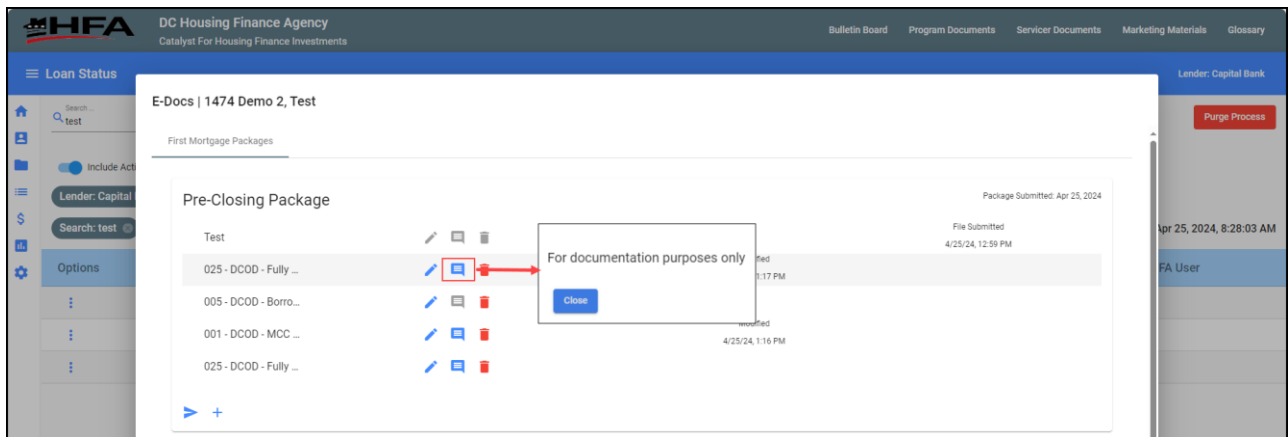 HFA
DC Housing Finance Agency
Catalyst For Housing Finance Investments
Bulletin Board
Program Documents
Servicer Documents
Marketing Materials
Glossary
Loan Status
Lender: Capital Bank
E-Docs | 1474 Demo 2, Test
Search...
test
Purge Process
First Mortgage Packages
Include Acti
Lender: Capital
Pre-Closing Package
Package Submitted: Apr 25, 2024
Search: test
Test
File Submitted
4/25/24, 12:59 PM
Apr 25, 2024, 8:28:03 AM
For documentation purposes only
Close
Options
025 - DCOD - Fully ...
1:17 PM
FA User
005 - DCOD - Borro...
001 - DCOD - MCC ...
Modified
4/25/24, 1:16 PM
025 - DCOD - Fully ...